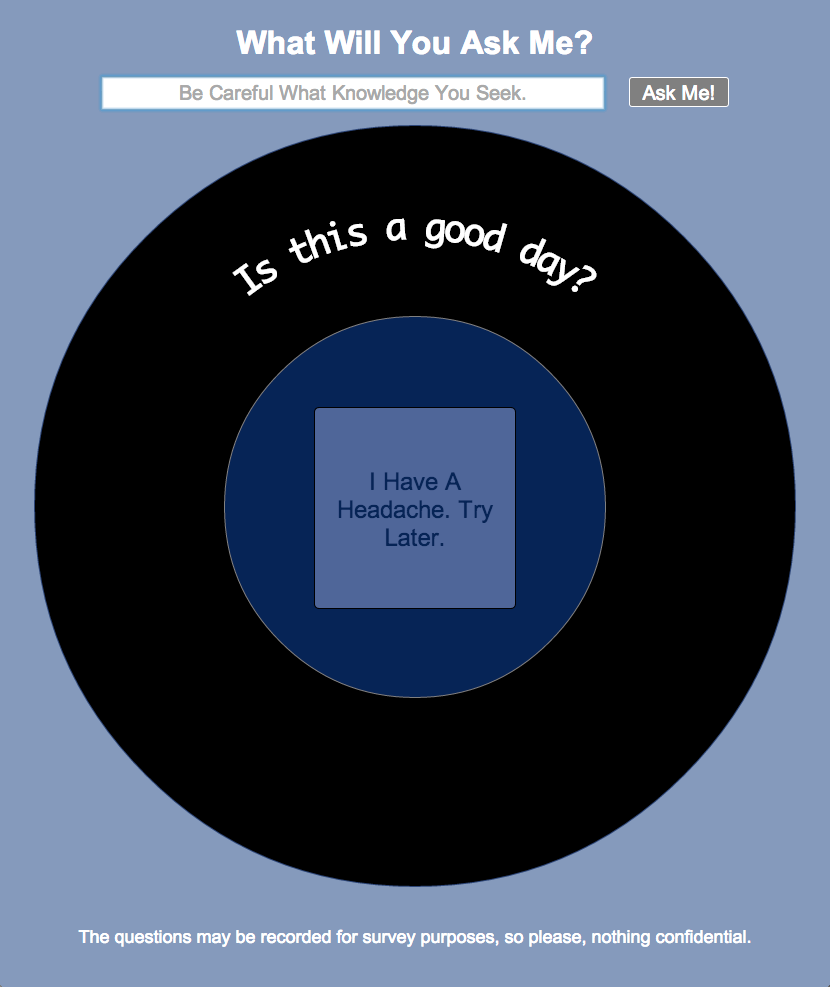 What Will You Ask Me?
Be Careful What Knowledge You Seek.
Ask Me!
Is this a good day?
I Have A
Headache. Try
Later.
The questions may be recorded for survey purposes, so please, nothing confidential.